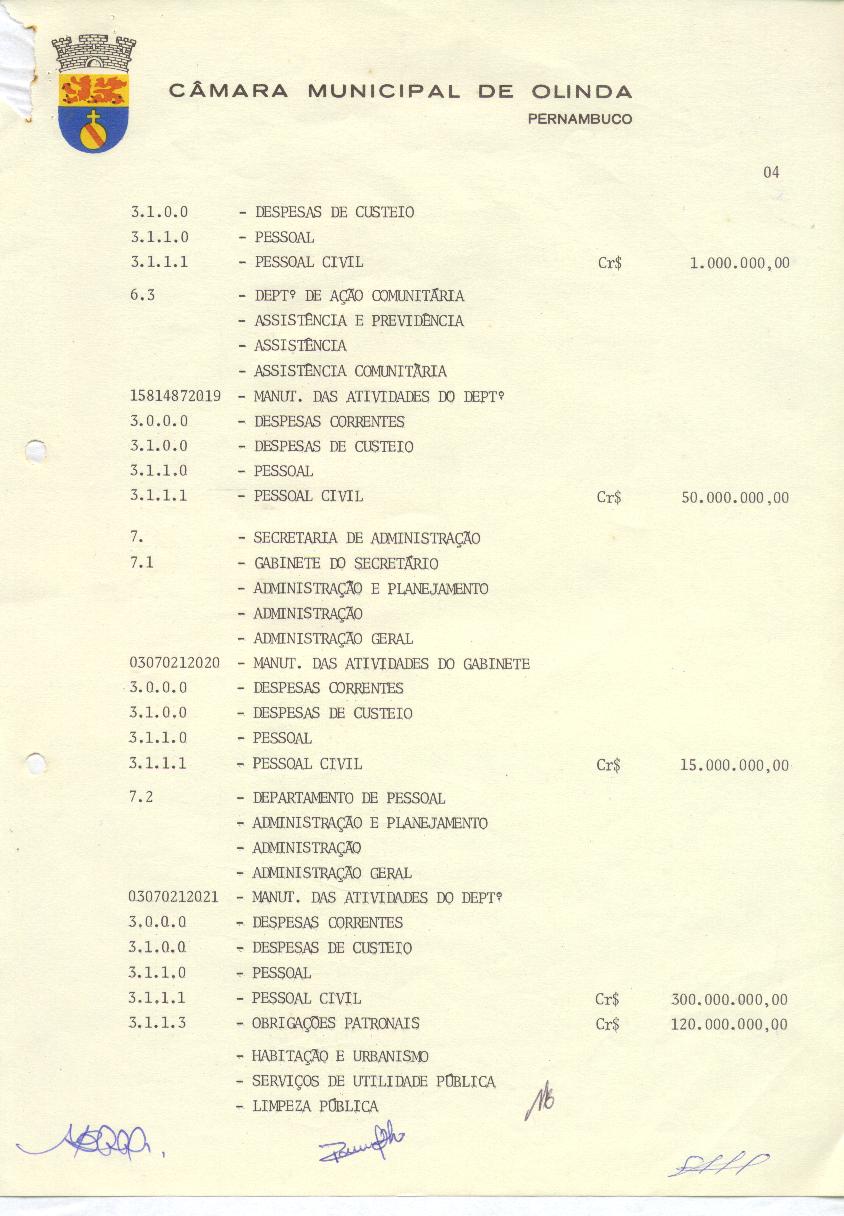 CÂMARA MUNICIPAL DE OLINDA
PERNAMBUCO
04
3.1.0.0 - DESPESAS DE CUSTEIO
3.1.1.0 - PESSOAL
3.1.1.1 - PESSOAL CIVIL Cr$ 1.000.000,00
6.3 - DEPTº DE AÇÃO COMUNITÁRIA
- ASSISTÊNCIA E PREVIDÊNCIA
- ASSISTÊNCIA
- ASSISTÊNCIA COMUNITÁRIA
15814872019 - MANUT. DAS ATIVIDADES DO DEPTº
3.0.0.0 - DESPESAS CORRENTES
3.1.0.0 - DESPESAS DE CUSTEIO
3.1.1.0 - PESSOAL
3.1.1.1 - PESSOAL CIVIL Cr$ 50.000.000,00
7. - SECRETARIA DE ADMINISTRAÇÃO
7.1 - GABINETE DO SECRETÁRIO
- ADMINISTRAÇÃO E PLANEJAMENTO
- ADMINISTRAÇÃO
- ADMINISTRAÇÃO GERAL
03070212020 - MANUT. DAS ATIVIDADES DO GABINETE
3.0.0.0 - DESPESAS CORRENTES
3.1.0.0 - DESPESAS DE CUSTEIO
3.1.1.0 - PESSOAL
3.1.1.1 - PESSOAL CIVIL Cr$ 15.000.000,00
7.2 - DEPARTAMENTO DE PESSOAL
- ADMINISTRAÇÃO E PLANEJAMENTO
- ADMINISTRAÇÃO
- ADMINISTRAÇÃO GERAL
03070212021 - MANUT. DAS ATIVIDADES DO DEPTº
3.0.0.0 - DESPESAS CORRENTES
3.1.0.0 - DESPESAS DE CUSTEIO
3.1.1.0 - PESSOAL
3.1.1.1 - PESSOAL CIVIL Cr$ 300.000.000,00
3.1.1.3 - OBRIGAÇÕES PATRONAIS Cr$ 120.000.000,00
- HABITAÇÃO E URBANISMO
- SERVIÇOS DE UTILIDADE PÚBLICA
- LIMPEZA PÚBLICA